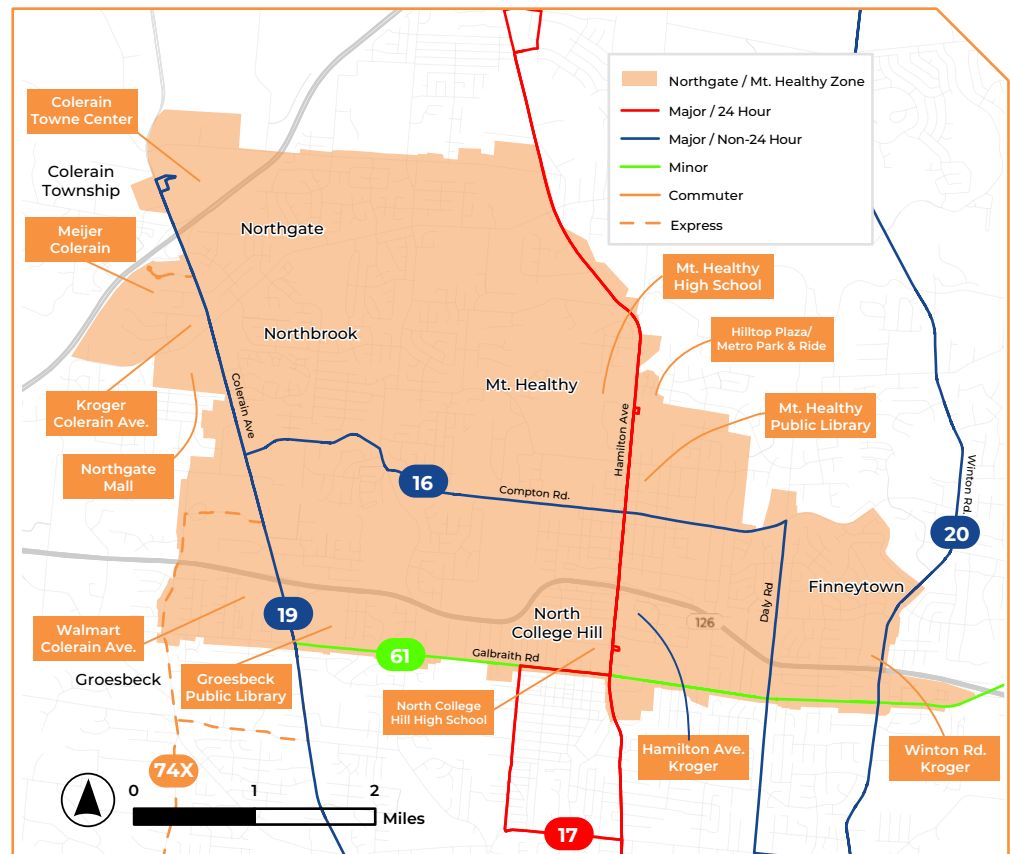 Northgate / Mt. Healthy Zone
Major / 24 Hour
Major / Non-24 Hour
Minor
Commuter
Express
Colerain
Towne Center
Colerain
Township
Meijer
Colerain
Northgate
Mt. Healthy
High School
Northbrook
Hilltop Plaza/
Metro Park & Ride
Mt. Healthy
Kroger
Colerain Ave.
Colerain Ave
Hamilton Ave
Mt. Healthy
Public Library
Northgate
Mall
16
Compton Rd.
Winton Rd.
20
Finneytown
Daly Rd
126
19
North
College Hill
Walmart
Colerain Ave.
61
Galbraith Rd
Groesbeck
Groesbeck
Public Library
North College
Hill High School
Hamilton Ave.
Kroger
Winton Rd.
Kroger
74X
0 1 2
Miles
17